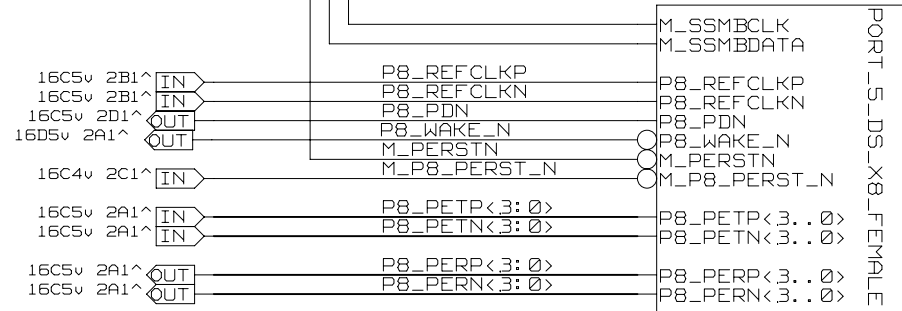 M_SSMBCLK
M_SSMBDATA
16C5v 2B1^ IN P8_REFCLKP P8_REFCLKP
16C5v 2B1^ IN P8_REFCLKN P8_REFCLKN
16C5v 2D1^ OUT P8_PDN P8_PDN
16D5v 2A1^ OUT P8_WAKE_N P8_WAKE_N
M_PERSTN M_PERSTN
16C4v 2C1^ IN M_P8_PERST_N M_P8_PERST_N
16C5v 2A1^ IN P8_PETP<3:0> P8_PETP<3..0>
16C5v 2A1^ IN P8_PETN<3:0> P8_PETN<3..0>
16C5v 2A1^ OUT P8_PERP<3:0> P8_PERP<3..0>
16C5v 2A1^ OUT P8_PERN<3:0> P8_PERN<3..0>
PORT_5_DS_X8_FEMALE